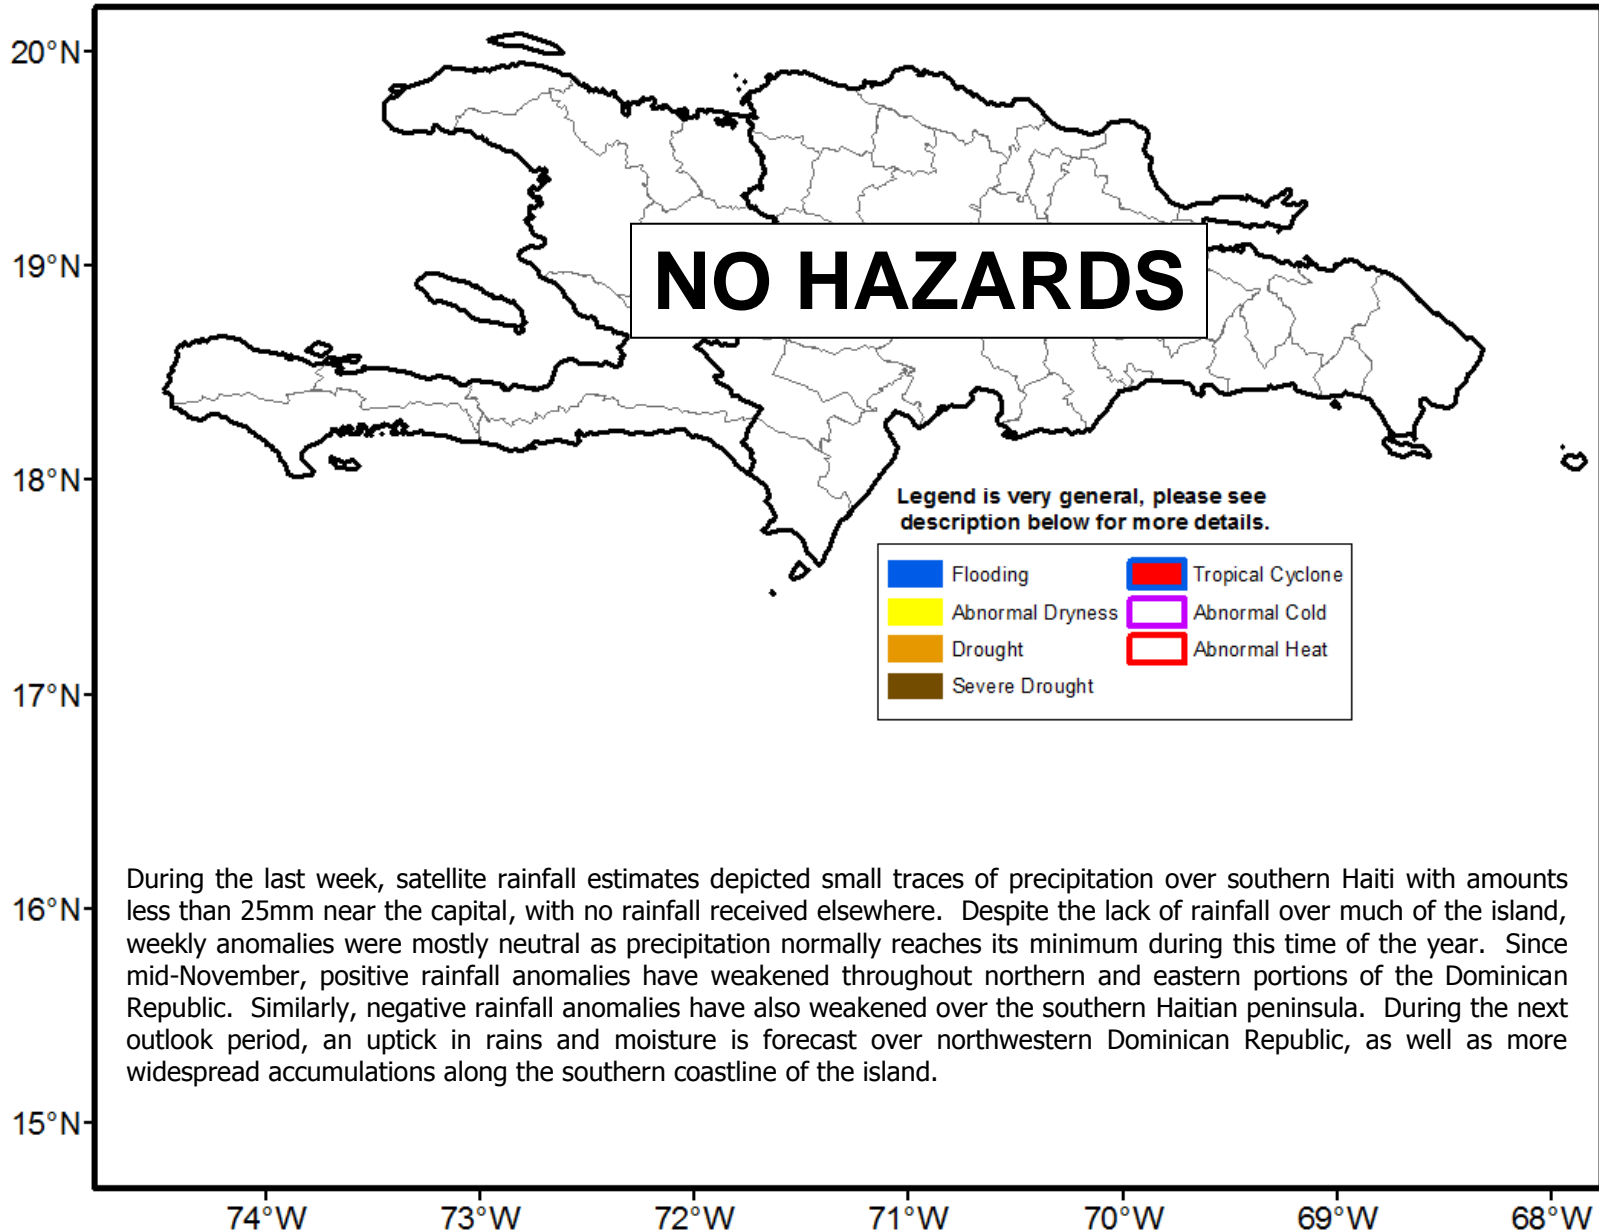 20°N
19°N
NO HAZARDS
18°N
Legend is very general, please see
description below for more details.
Flooding
Tropical Cyclone
Abnormal Dryness
Abnormal Cold
Drought
Abnormal Heat
Severe Drought
17°N
During the last week, satellite rainfall estimates depicted small traces of precipitation over southern Haiti with amounts
less than 25mm near the capital, with no rainfall received elsewhere. Despite the lack of rainfall over much of the island,
weekly anomalies were mostly neutral as precipitation normally reaches its minimum during this time of the year. Since
mid-November, positive rainfall anomalies have weakened throughout northern and eastern portions of the Dominican
Republic. Similarly, negative rainfall anomalies have also weakened over the southern Haitian peninsula. During the next
outlook period, an uptick in rains and moisture is forecast over northwestern Dominican Republic, as well as more
widespread accumulations along the southern coastline of the island.
16°N
15°N
74°W 73°W 72°W 71°W 70°W 69°W 68°W